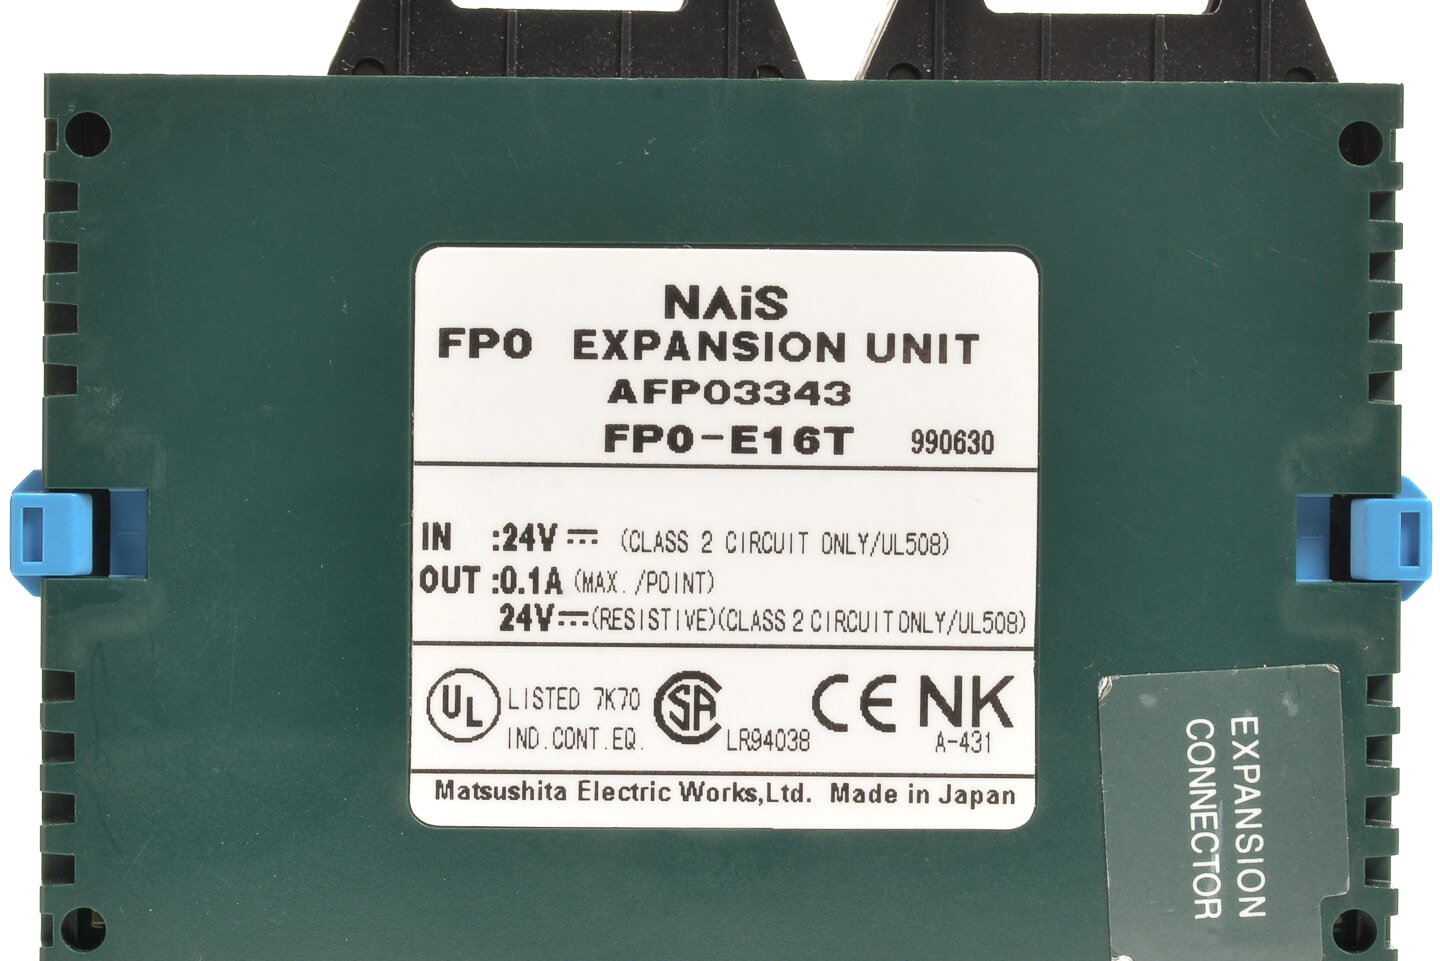 NAiS
FP0 EXPANSION UNIT
AFP03343
FP0-E16T 990630
IN :24V ⎓ (CLASS 2 CIRCUIT ONLY/UL508)
OUT :0.1A (MAX./POINT)
24V⎓(RESISTIVE)(CLASS 2 CIRCUIT ONLY/UL508)
UL LISTED 7K70 SA CE NK
IND.CONT.EQ. LR94038 A-431
Matsushita Electric Works,Ltd. Made in Japan
EXPANSION
CONNECTOR